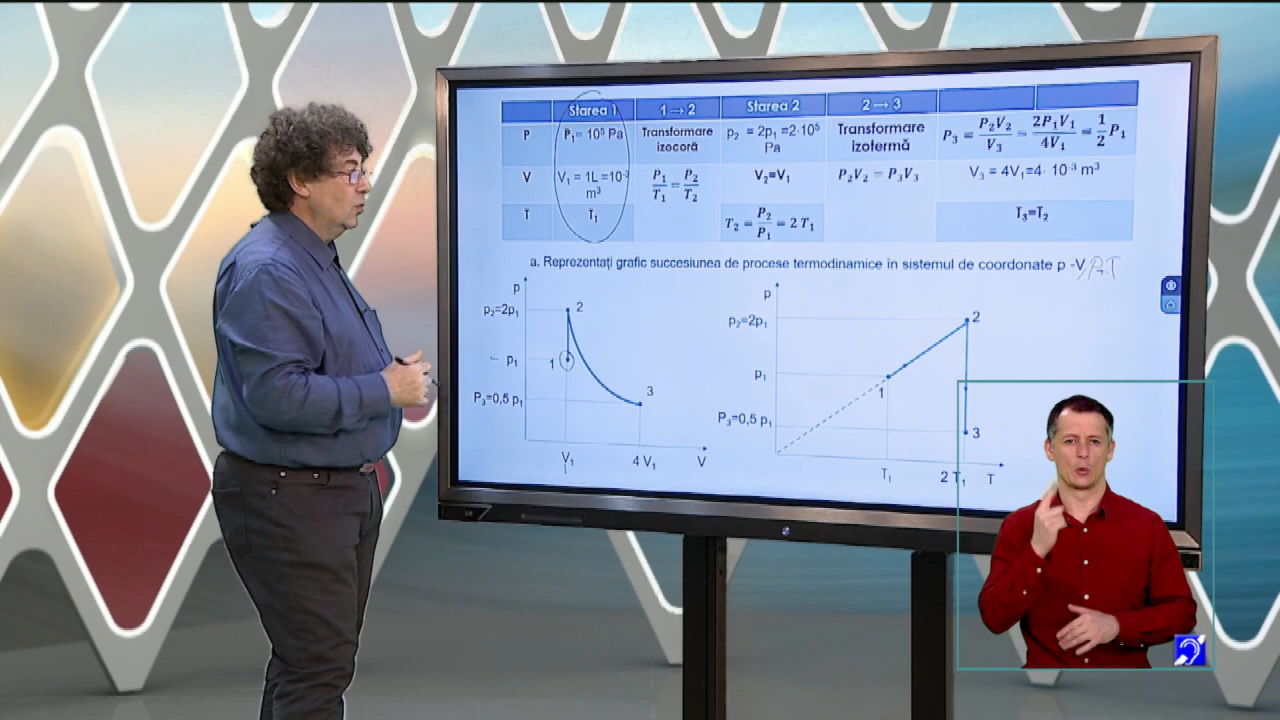 Starea 1 1→2 Starea 2 2→3
P P₁= 10⁵ Pa Transformare izocoră p₂ = 2p₁ =2·10⁵ Pa Transformare izotermă P₃ = P₂V₂/V₃ = 2P₁V₁/4V₁ = 1/2 P₁
V V₁ = 1L =10⁻³ m³ P₁/T₁ = P₂/T₂ V₂=V₁ P₂V₂ = P₃V₃ V₃ = 4V₁=4· 10⁻³ m³
T T₁ T₂ = P₂/P₁ = 2 T₁ T₃=T₂
a. Reprezentați grafic succesiunea de procese termodinamice în sistemul de coordonate p -V
p
p₂=2p₁ 2
p₁ 1
P₃=0,5 p₁ 3
V₁ 4 V₁ V
p
p₂=2p₁ 2
p₁ 1
P₃=0,5 p₁ 3
T₁ 2 T₁ T